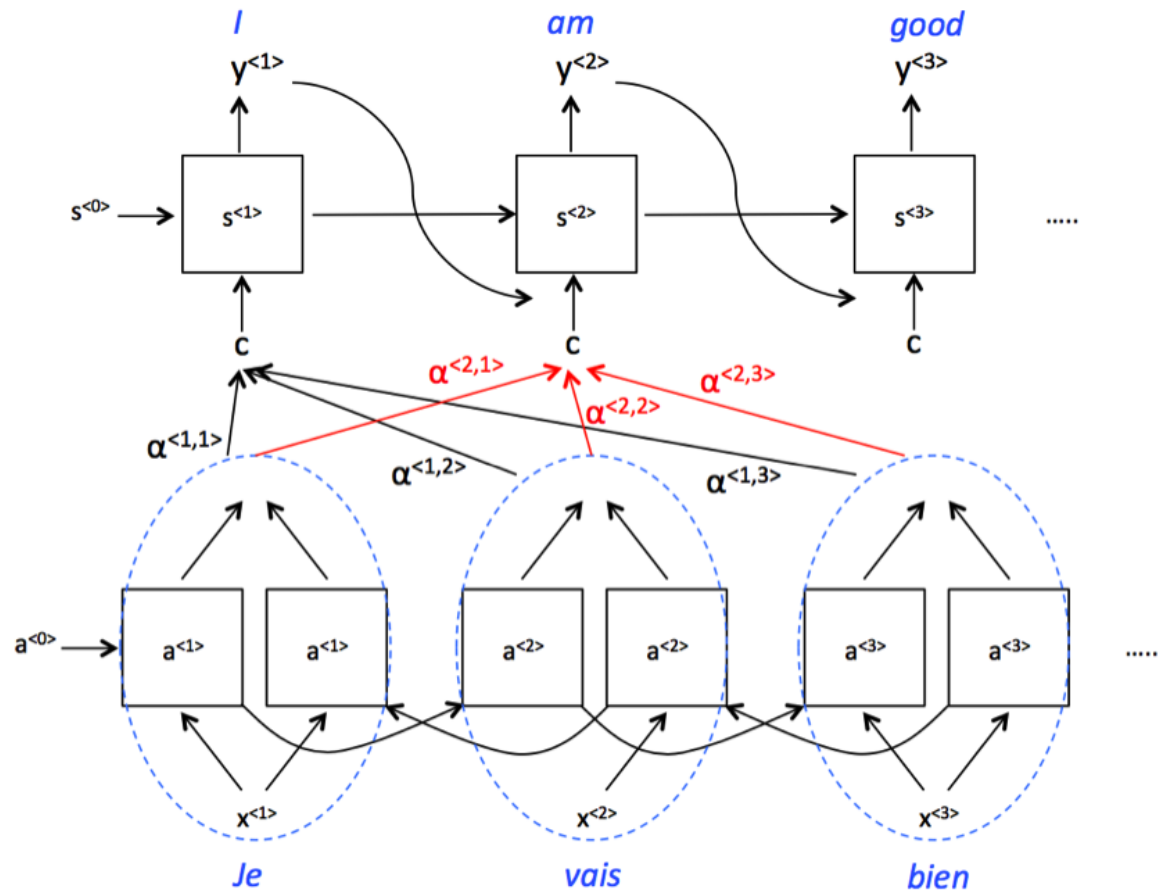 I am good
y<1> y<2> y<3>
s<0> s<1> s<2> s<3> .....
c c c
α<2,1> α<2,3>
α<2,2>
α<1,1> α<1,2> α<1,3>
a<0> a<1> a<1> a<2> a<2> a<3> a<3> .....
x<1> x<2> x<3>
Je vais bien